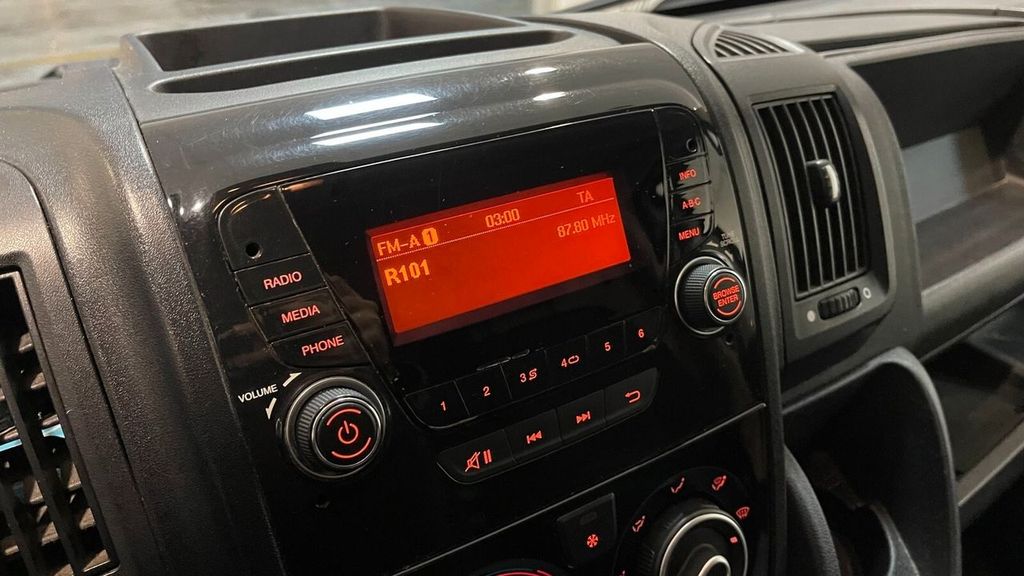 03:00 TA
FM-A 1 87.80 MHz
R101
INFO
A-B-C
MENU
BROWSE
ENTER
RADIO
MEDIA
PHONE
VOLUME
1 2 3 4 5 6